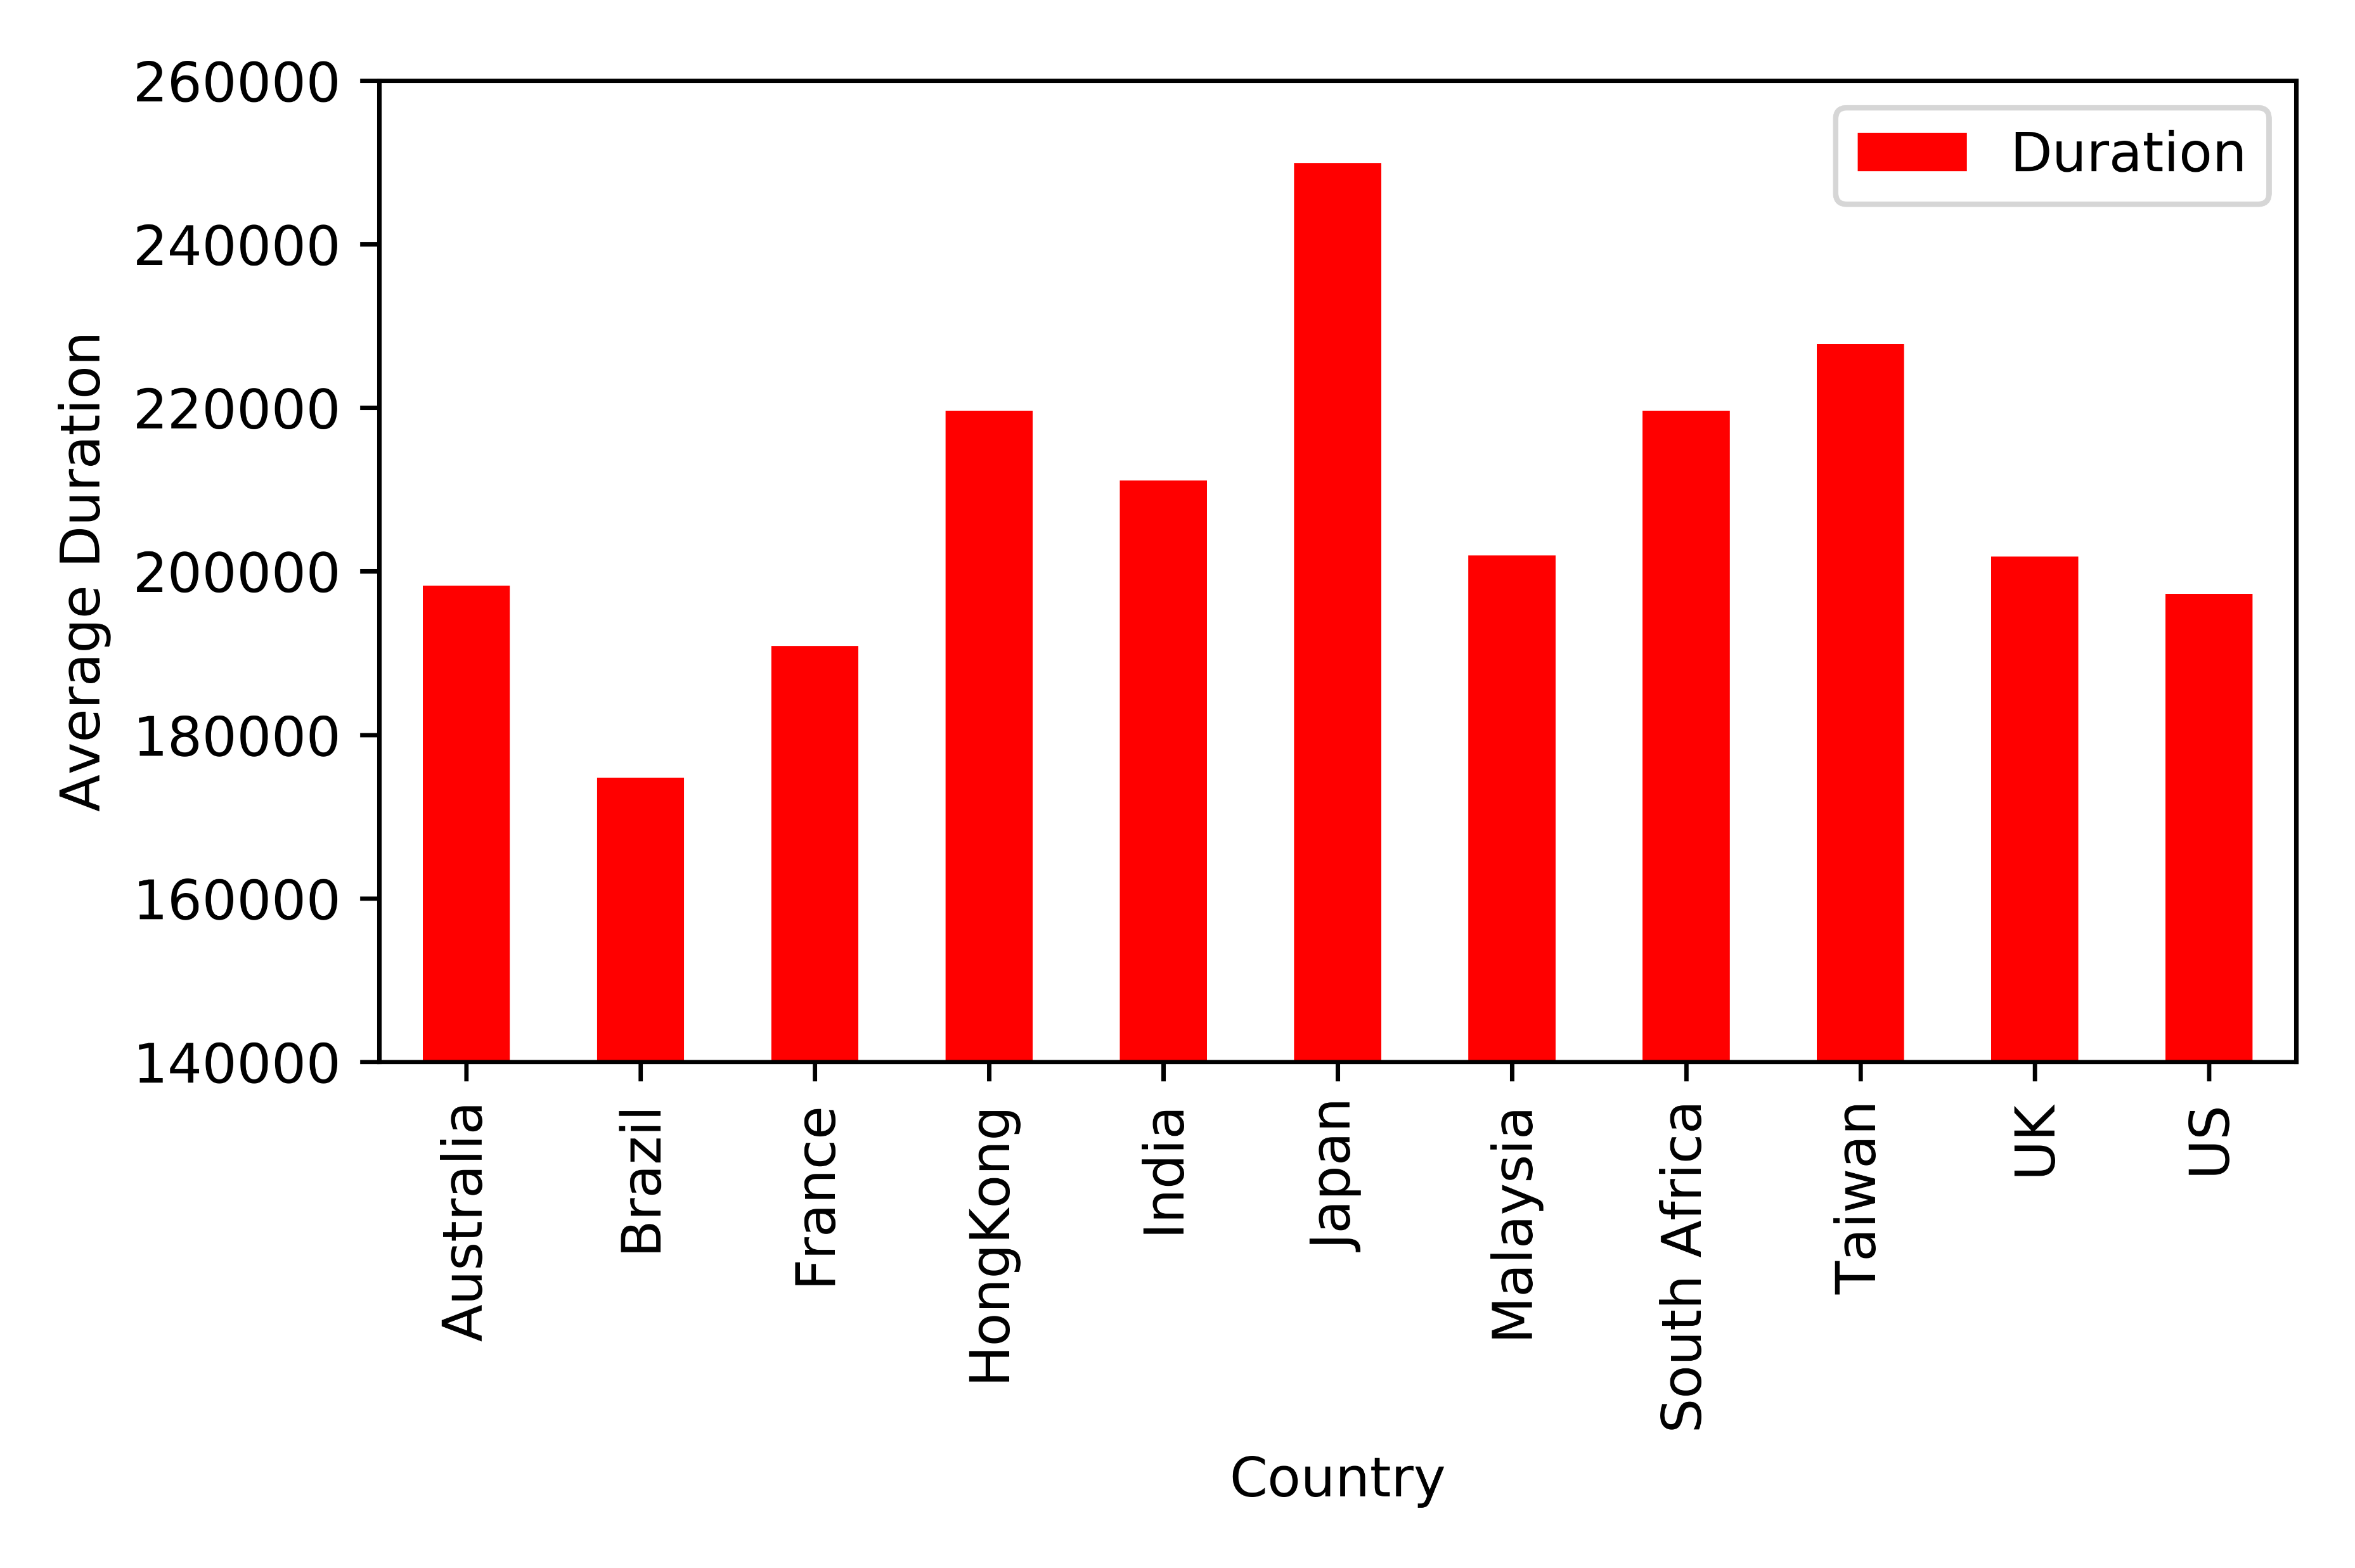 260000
240000
220000
200000
180000
160000
140000
Average Duration
Duration
Australia
Brazil
France
HongKong
India
Japan
Malaysia
South Africa
Taiwan
UK
US
Country